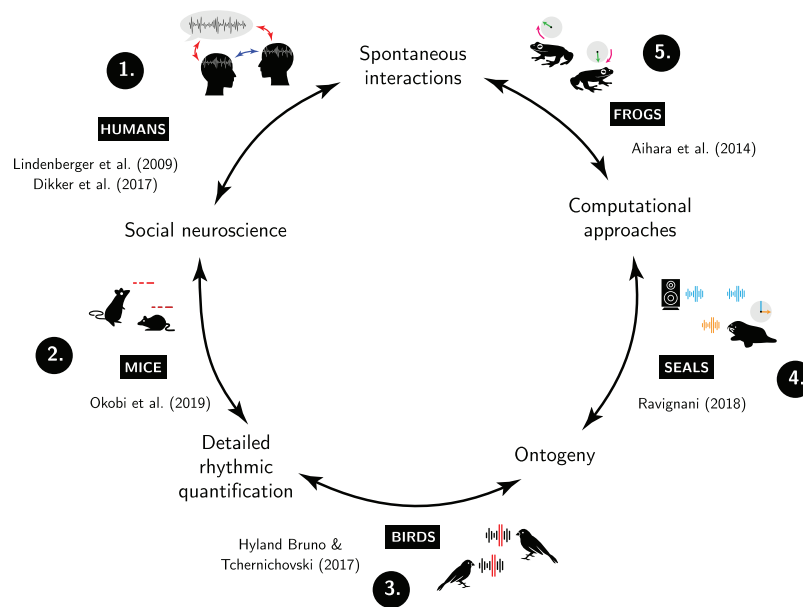 1.
HUMANS
Lindenberger et al. (2009)
Dikker et al. (2017)
Spontaneous
interactions
5.
FROGS
Aihara et al. (2014)
Computational
approaches
Social neuroscience
2.
MICE
Okobi et al. (2019)
SEALS
4.
Ravignani (2018)
Detailed
rhythmic
quantification
Ontogeny
BIRDS
Hyland Bruno &
Tchernichovski (2017)
3.